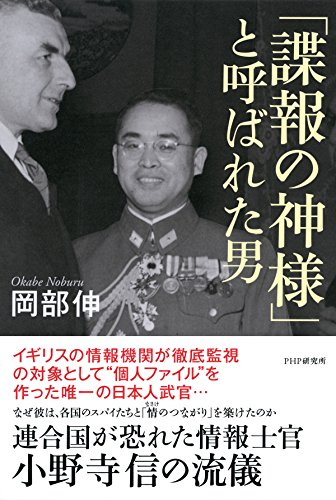 「諜報の神様」
と呼ばれた男
Okabe Noburu
岡部伸
PHP研究所
イギリスの情報機関が徹底監視
の対象として“個人ファイル”を
作った唯一の日本人武官…
なぜ彼は、各国のスパイたちと「情のつながり」を築けたのか
なさけ
連合国が恐れた情報士官
小野寺信の流儀